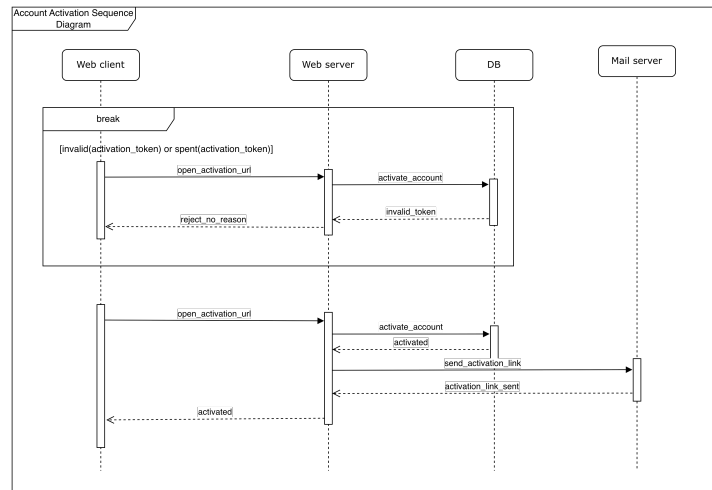 Account Activation Sequence
Diagram
Web client
Web server
DB
Mail server
break
[invalid(activation_token) or spent(activation_token)]
open_activation_url
activate_account
invalid_token
reject_no_reason
open_activation_url
activate_account
activated
send_activation_link
activation_link_sent
activated